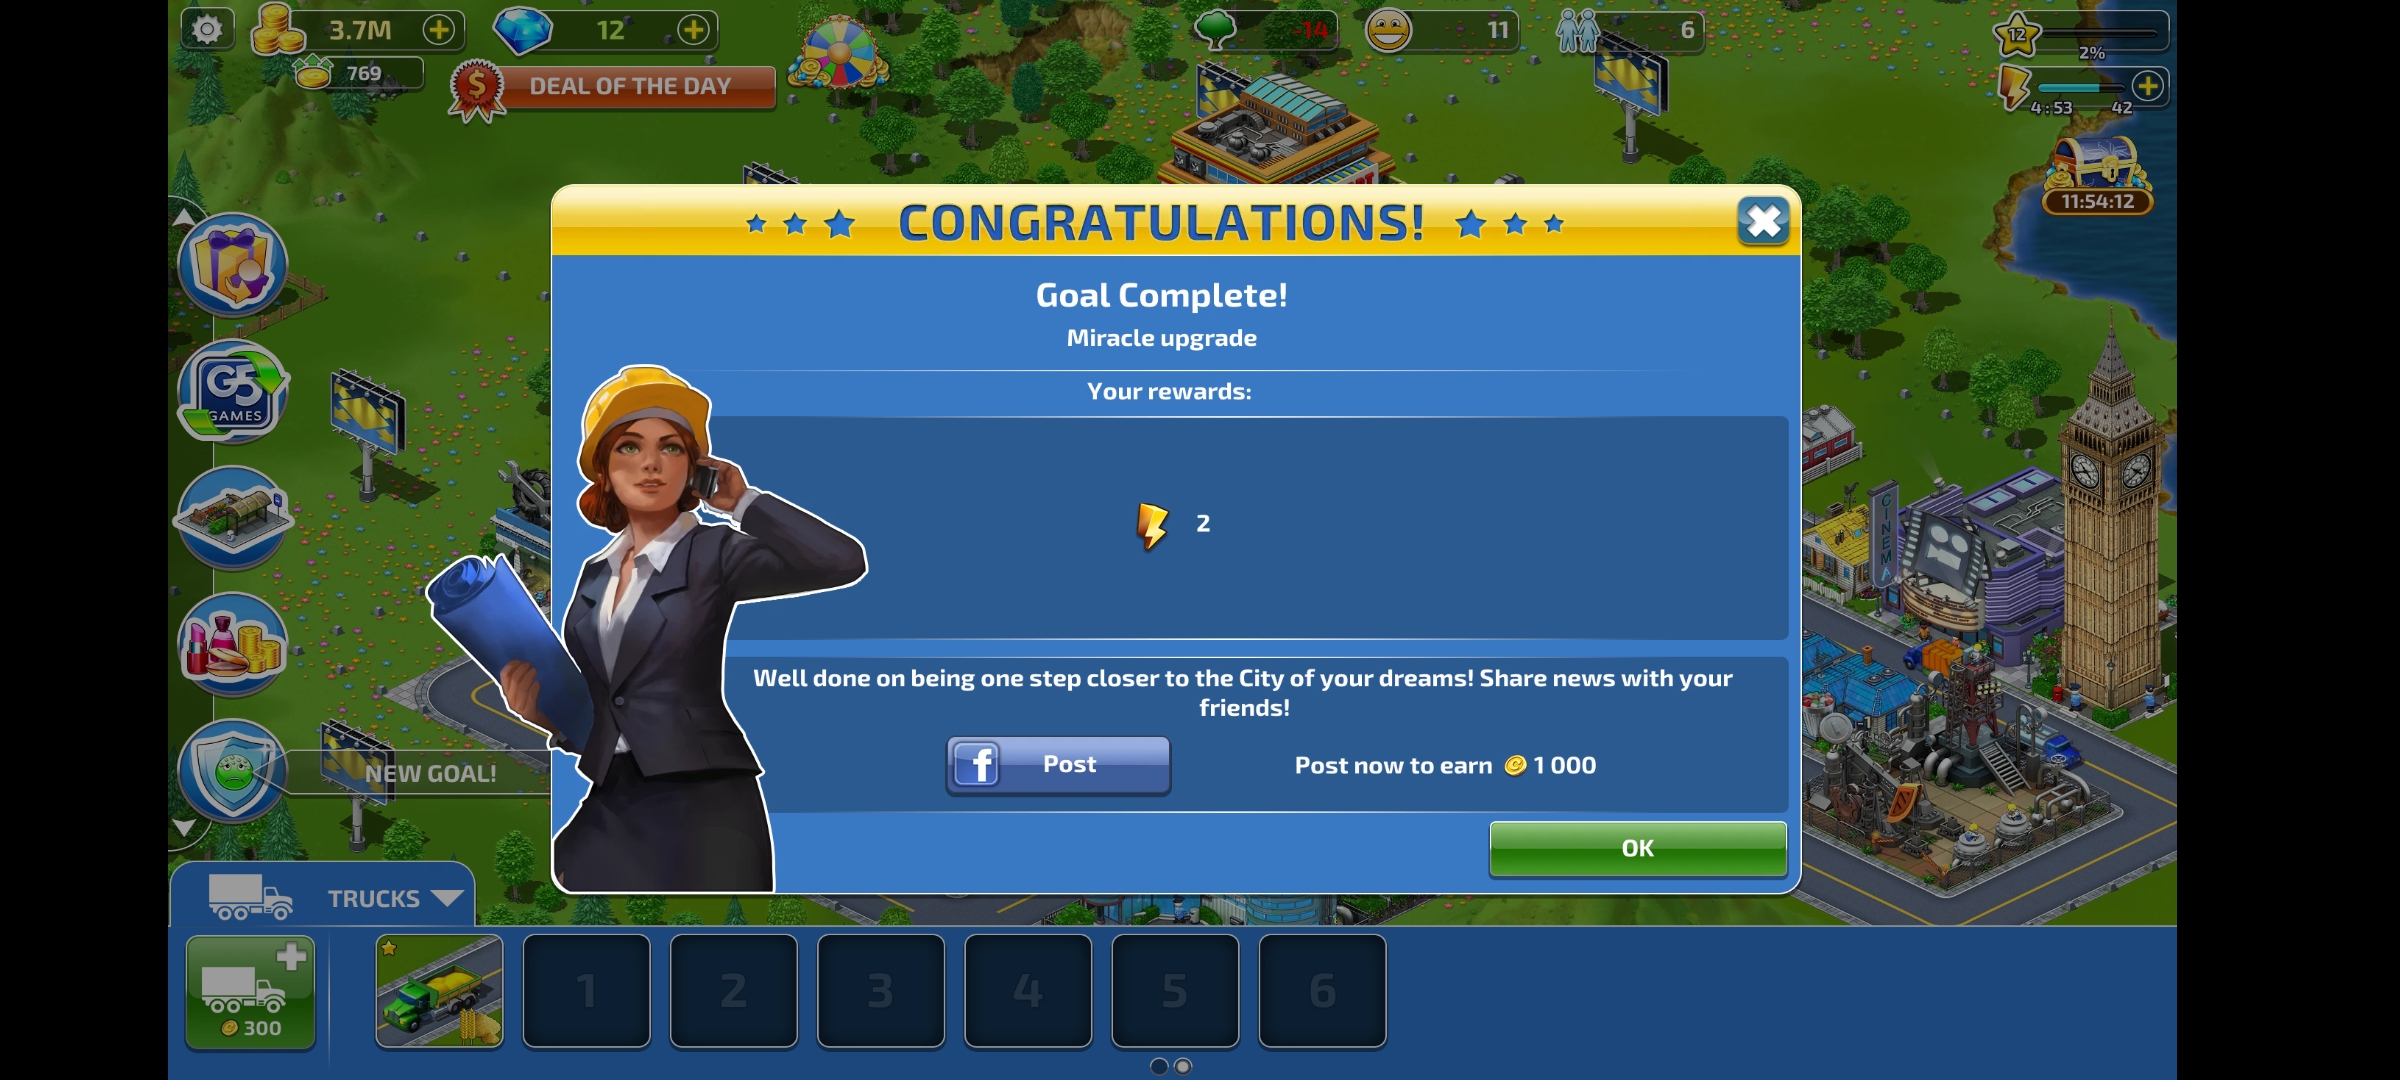 3.7M
12
-14
11
6
12
2%
769
DEAL OF THE DAY
4:53
42
11:54:12
CONGRATULATIONS!
Goal Complete!
Miracle upgrade
Your rewards:
G5
GAMES
CINEMA
2
Well done on being one step closer to the City of your dreams! Share news with your
friends!
-1
f Post
Post now to earn 1 000
NEW GOAL!
OK
TRUCKS
300
1
2
3
4
5
6